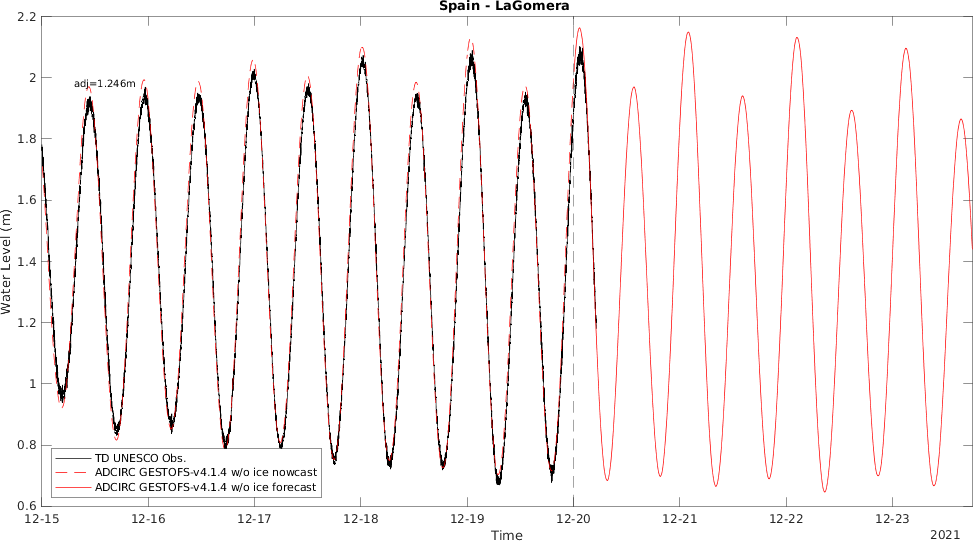 Spain - LaGomera
2.2
2
1.8
1.6
1.4
1.2
1
0.8
0.6
Water Level (m)
adj=1.246m
TD UNESCO Obs.
ADCIRC GESTOFS-v4.1.4 w/o ice nowcast
ADCIRC GESTOFS-v4.1.4 w/o ice forecast
12-15 12-16 12-17 12-18 12-19 12-20 12-21 12-22 12-23
Time
2021